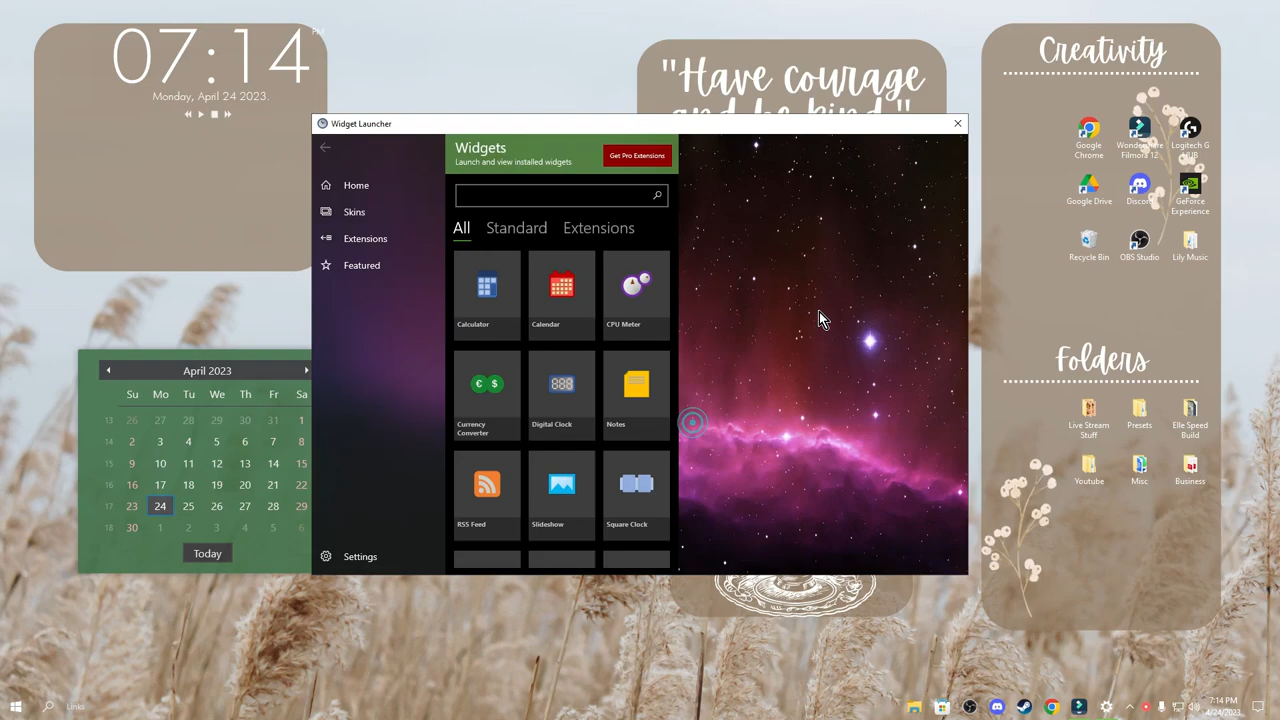 07:14 PM
Monday, April 24 2023.
"Have courage
and be kind."
Creativity
Google
Chrome
Wondershare
Filmora 12
Logitech G
HUB
Google Drive
Discord
GeForce
Experience
Recycle Bin
OBS Studio
Lily Music
Folders
Live Stream
Stuff
Presets
Elle Speed
Build
Youtube
Misc
Business
Widget Launcher
Home
Skins
Extensions
Featured
Settings
Widgets
Launch and view installed widgets
Get Pro Extensions
All
Standard
Extensions
Calculator
Calendar
CPU Meter
Currency
Converter
Digital Clock
Notes
RSS Feed
Slideshow
Square Clock
April 2023
Su Mo Tu We Th Fr Sa
13 26 27 28 29 30 31 1
14 2 3 4 5 6 7 8
15 9 10 11 12 13 14 15
16 16 17 18 19 20 21 22
17 23 24 25 26 27 28 29
18 30 1 2 3 4 5 6
Today
Links
7:14 PM
4/24/2023